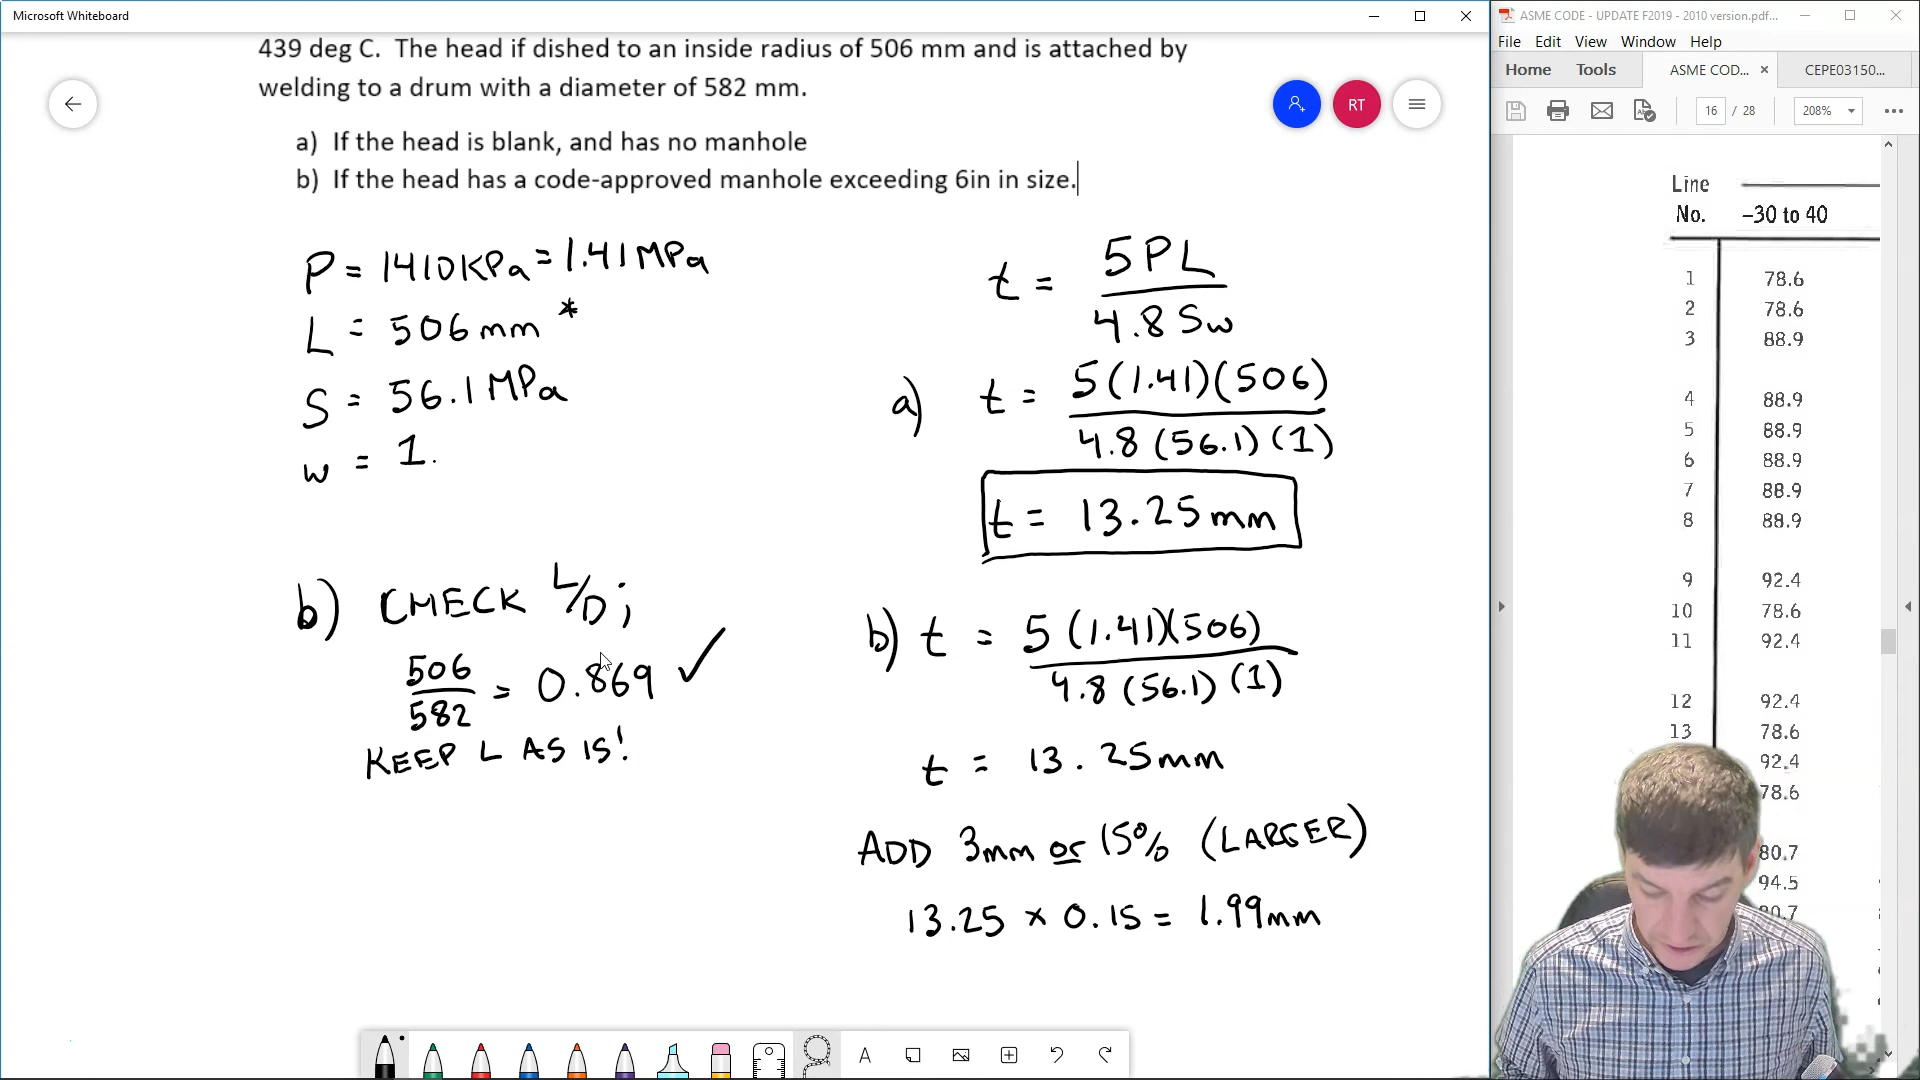 Microsoft Whiteboard
439 deg C. The head if dished to an inside radius of 506 mm and is attached by
welding to a drum with a diameter of 582 mm.
a) If the head is blank, and has no manhole
b) If the head has a code-approved manhole exceeding 6in in size.
RT
P = 1410KPa = 1.41MPa
L = 506mm *
S = 56.1MPa
w = 1.
b) CHECK L/D;
506/582 = 0.869 ✓
KEEP L AS IS!
t = 5PL / 4.8Sw
a) t = 5(1.41)(506) / 4.8(56.1)(1)
t = 13.25mm
b) t = 5(1.41)(506) / 4.8(56.1)(1)
t = 13.25mm
ADD 3mm or 15% (LARGER)
13.25 × 0.15 = 1.99mm
A
ASME CODE - UPDATE F2019 - 2010 version.pdf...
File Edit View Window Help
Home Tools ASME COD... × CEPE03150...
16 / 28 208%
Line
No. –30 to 40
1 78.6
2 78.6
3 88.9
4 88.9
5 88.9
6 88.9
7 88.9
8 88.9
9 92.4
10 78.6
11 92.4
12 92.4
13 78.6
92.4
78.6
80.7
94.5